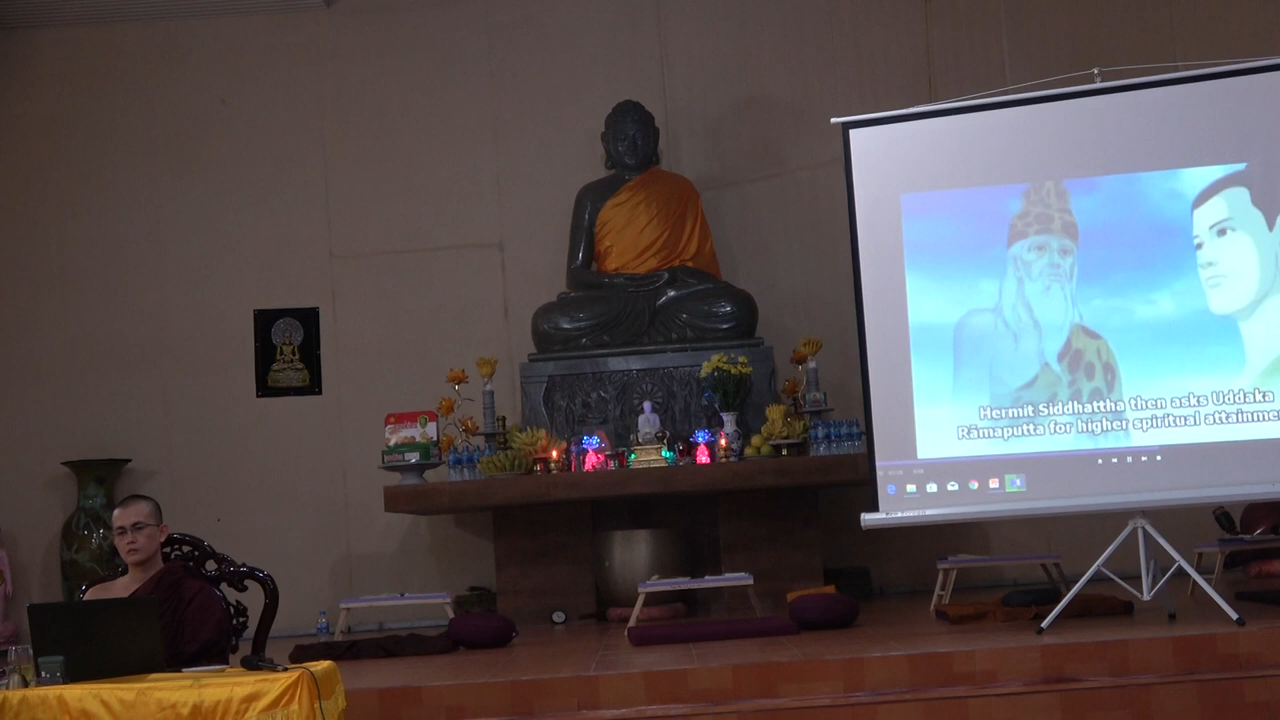 Hermit Siddhattha then asks Uddaka
Rāmaputta for higher spiritual attainme